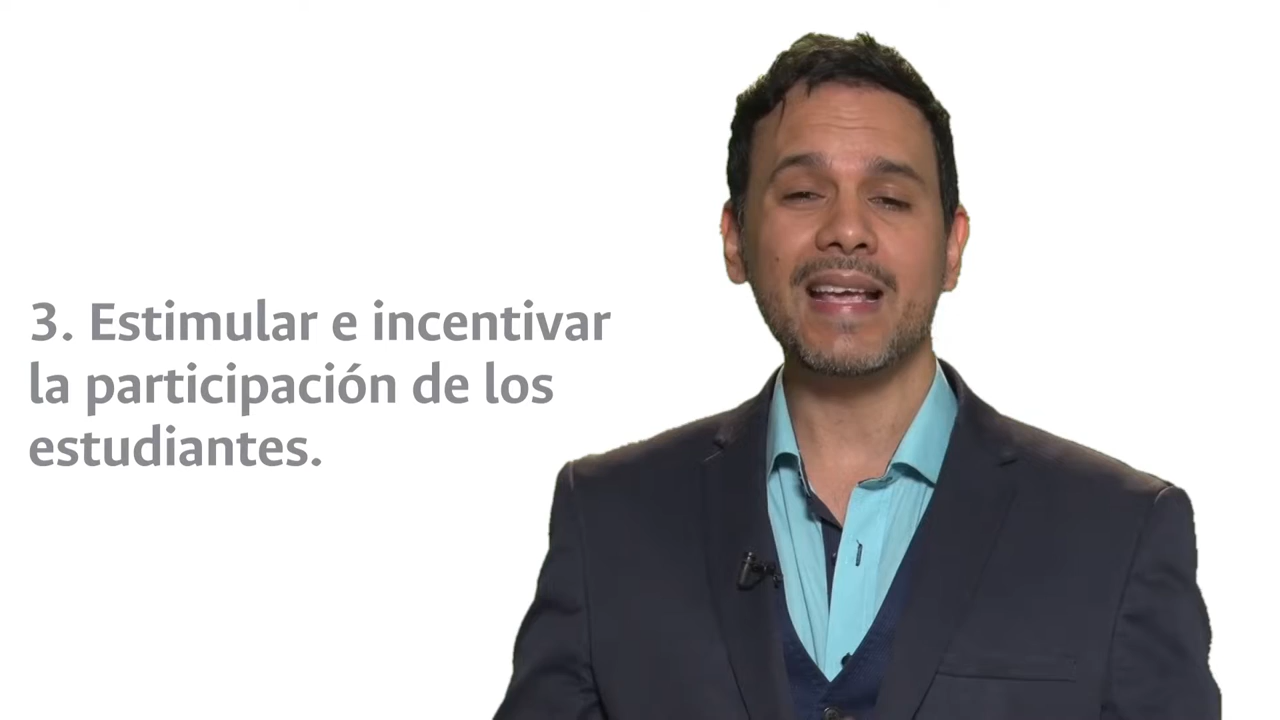 3. Estimular e incentivar
la participación de los
estudiantes.